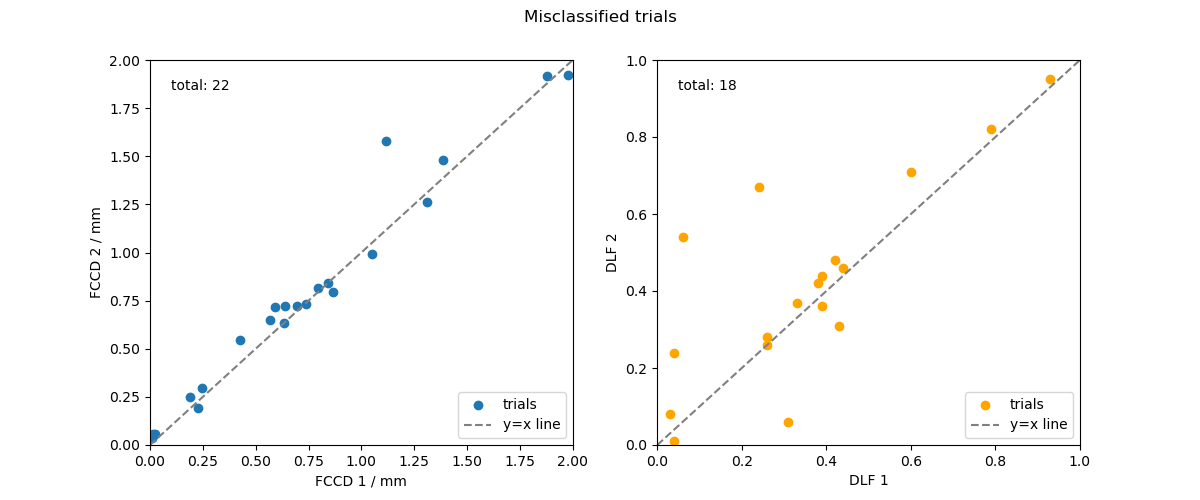 Misclassified trials
total: 22
2.00
1.75
1.50
1.25
1.00
0.75
0.50
0.25
0.00
FCCD 2 / mm
0.00 0.25 0.50 0.75 1.00 1.25 1.50 1.75 2.00
FCCD 1 / mm
trials
y=x line
total: 18
1.0
0.8
0.6
0.4
0.2
0.0
DLF 2
0.0 0.2 0.4 0.6 0.8 1.0
DLF 1
trials
y=x line